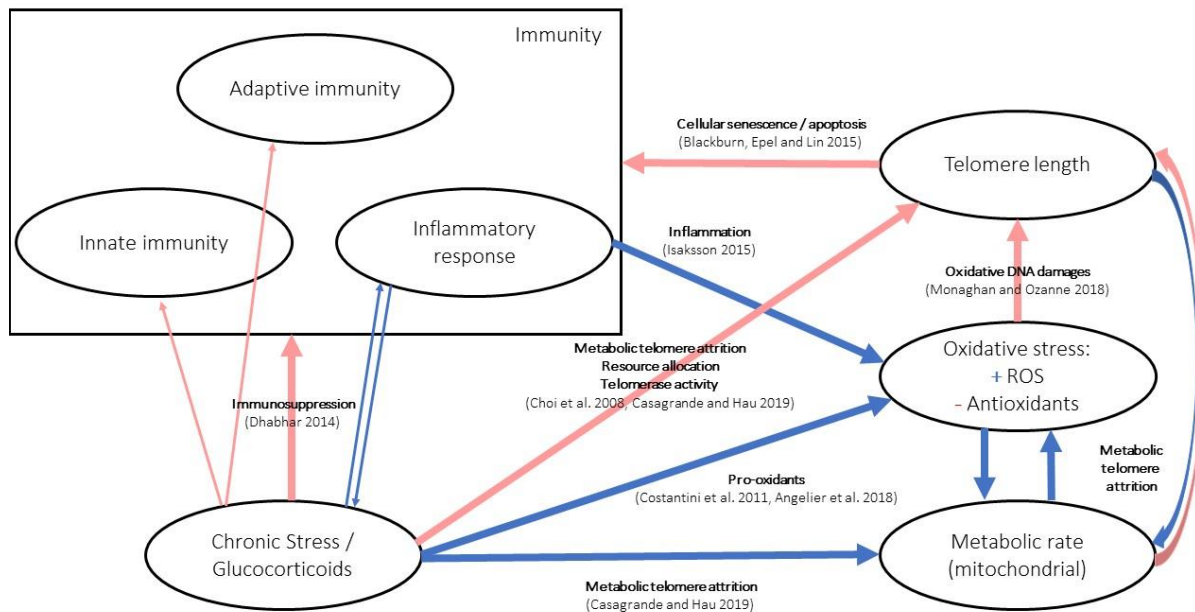 Immunity
Adaptive immunity
Innate immunity
Inflammatory
response
Cellular senescence / apoptosis
(Blackburn, Epel and Lin 2015)
Telomere length
Inflammation
(Isaksson 2015)
Oxidative DNA damages
(Monaghan and Ozanne 2018)
Metabolic telomere attrition
Resource allocation
Telomerase activity
(Choi et al. 2008, Casagrande and Hau 2019)
Oxidative stress:
+ ROS
- Antioxidants
Immunosuppression
(Dhabhar 2014)
Metabolic
telomere
attrition
Pro-oxidants
(Costantini et al. 2011, Angelier et al. 2018)
Chronic Stress /
Glucocorticoids
Metabolic rate
(mitochondrial)
Metabolic telomere attrition
(Casagrande and Hau 2019)